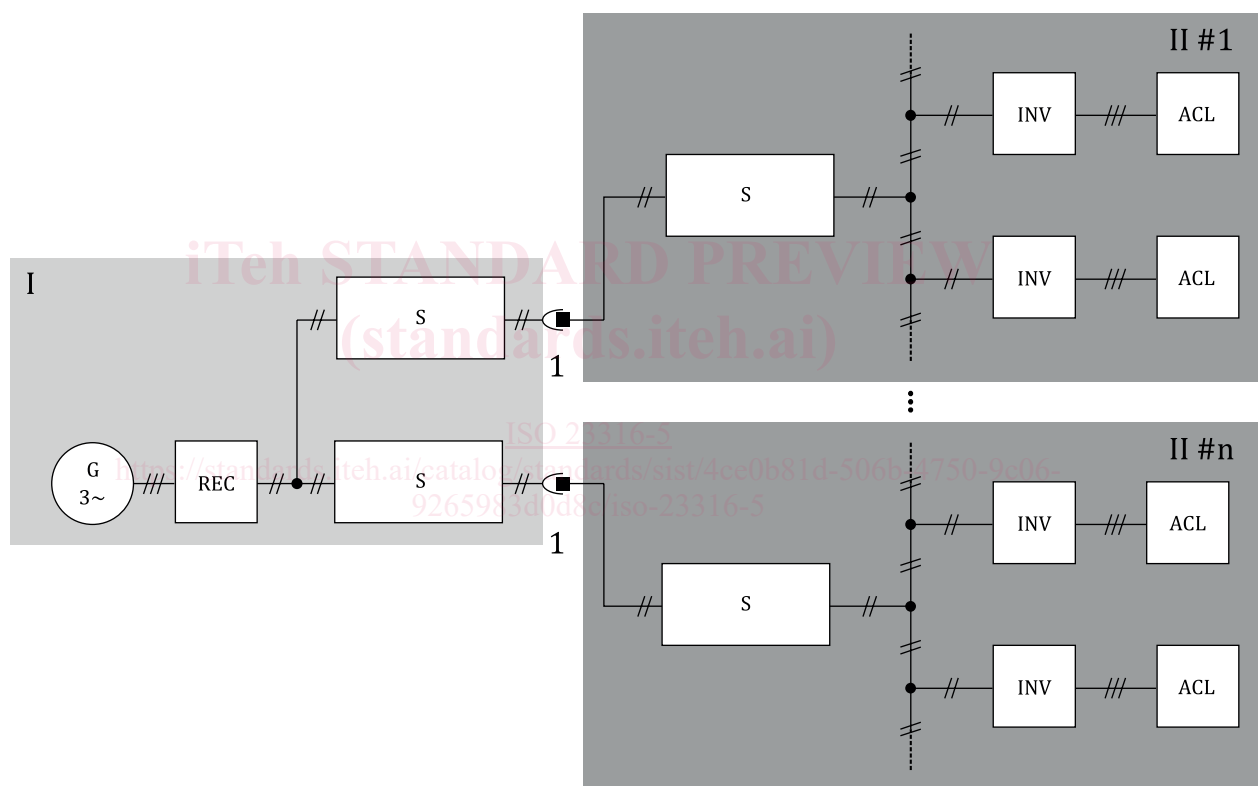 II #1
INV
ACL
S
INV
ACL
iTeh STANDARD PREVIEW
(standards.iteh.ai)
I
S
1
G
3~
REC
S
1
ISO 23316-5
https://standards.iteh.ai/catalog/standards/sist/4ce0b81d-506b-4750-9c06-
9265983d0d8c/iso-23316-5
II #n
INV
ACL
S
INV
ACL